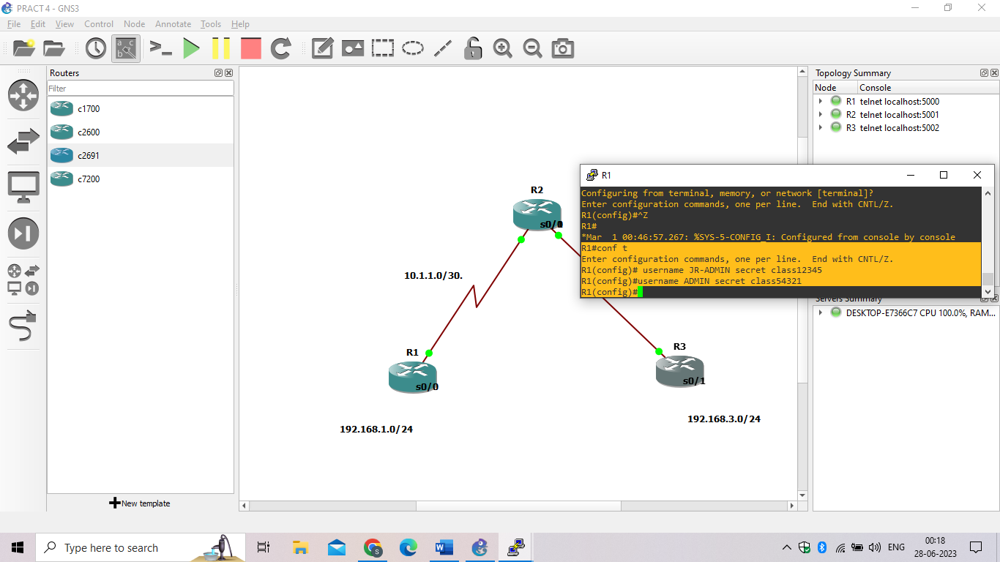 PRACT 4 - GNS3
File Edit View Control Node Annotate Tools Help
Routers
Filter
c1700
c2600
c2691
c7200
New template
R2
s0/0
10.1.1.0/30.
R1
s0/0
192.168.1.0/24
R3
s0/1
192.168.3.0/24
Topology Summary
Node Console
R1 telnet localhost:5000
R2 telnet localhost:5001
R3 telnet localhost:5002
R1
Configuring from terminal, memory, or network [terminal]?
Enter configuration commands, one per line.  End with CNTL/Z.
R1(config)#^Z
R1#
*Mar  1 00:46:57.267: %SYS-5-CONFIG_I: Configured from console by console
R1#conf t
Enter configuration commands, one per line.  End with CNTL/Z.
R1(config)# username JR-ADMIN secret class12345
R1(config)#username ADMIN secret class54321
R1(config)#
Servers Summary
DESKTOP-E7366C7 CPU 100.0%, RAM...
Type here to search
ENG
00:18
28-06-2023